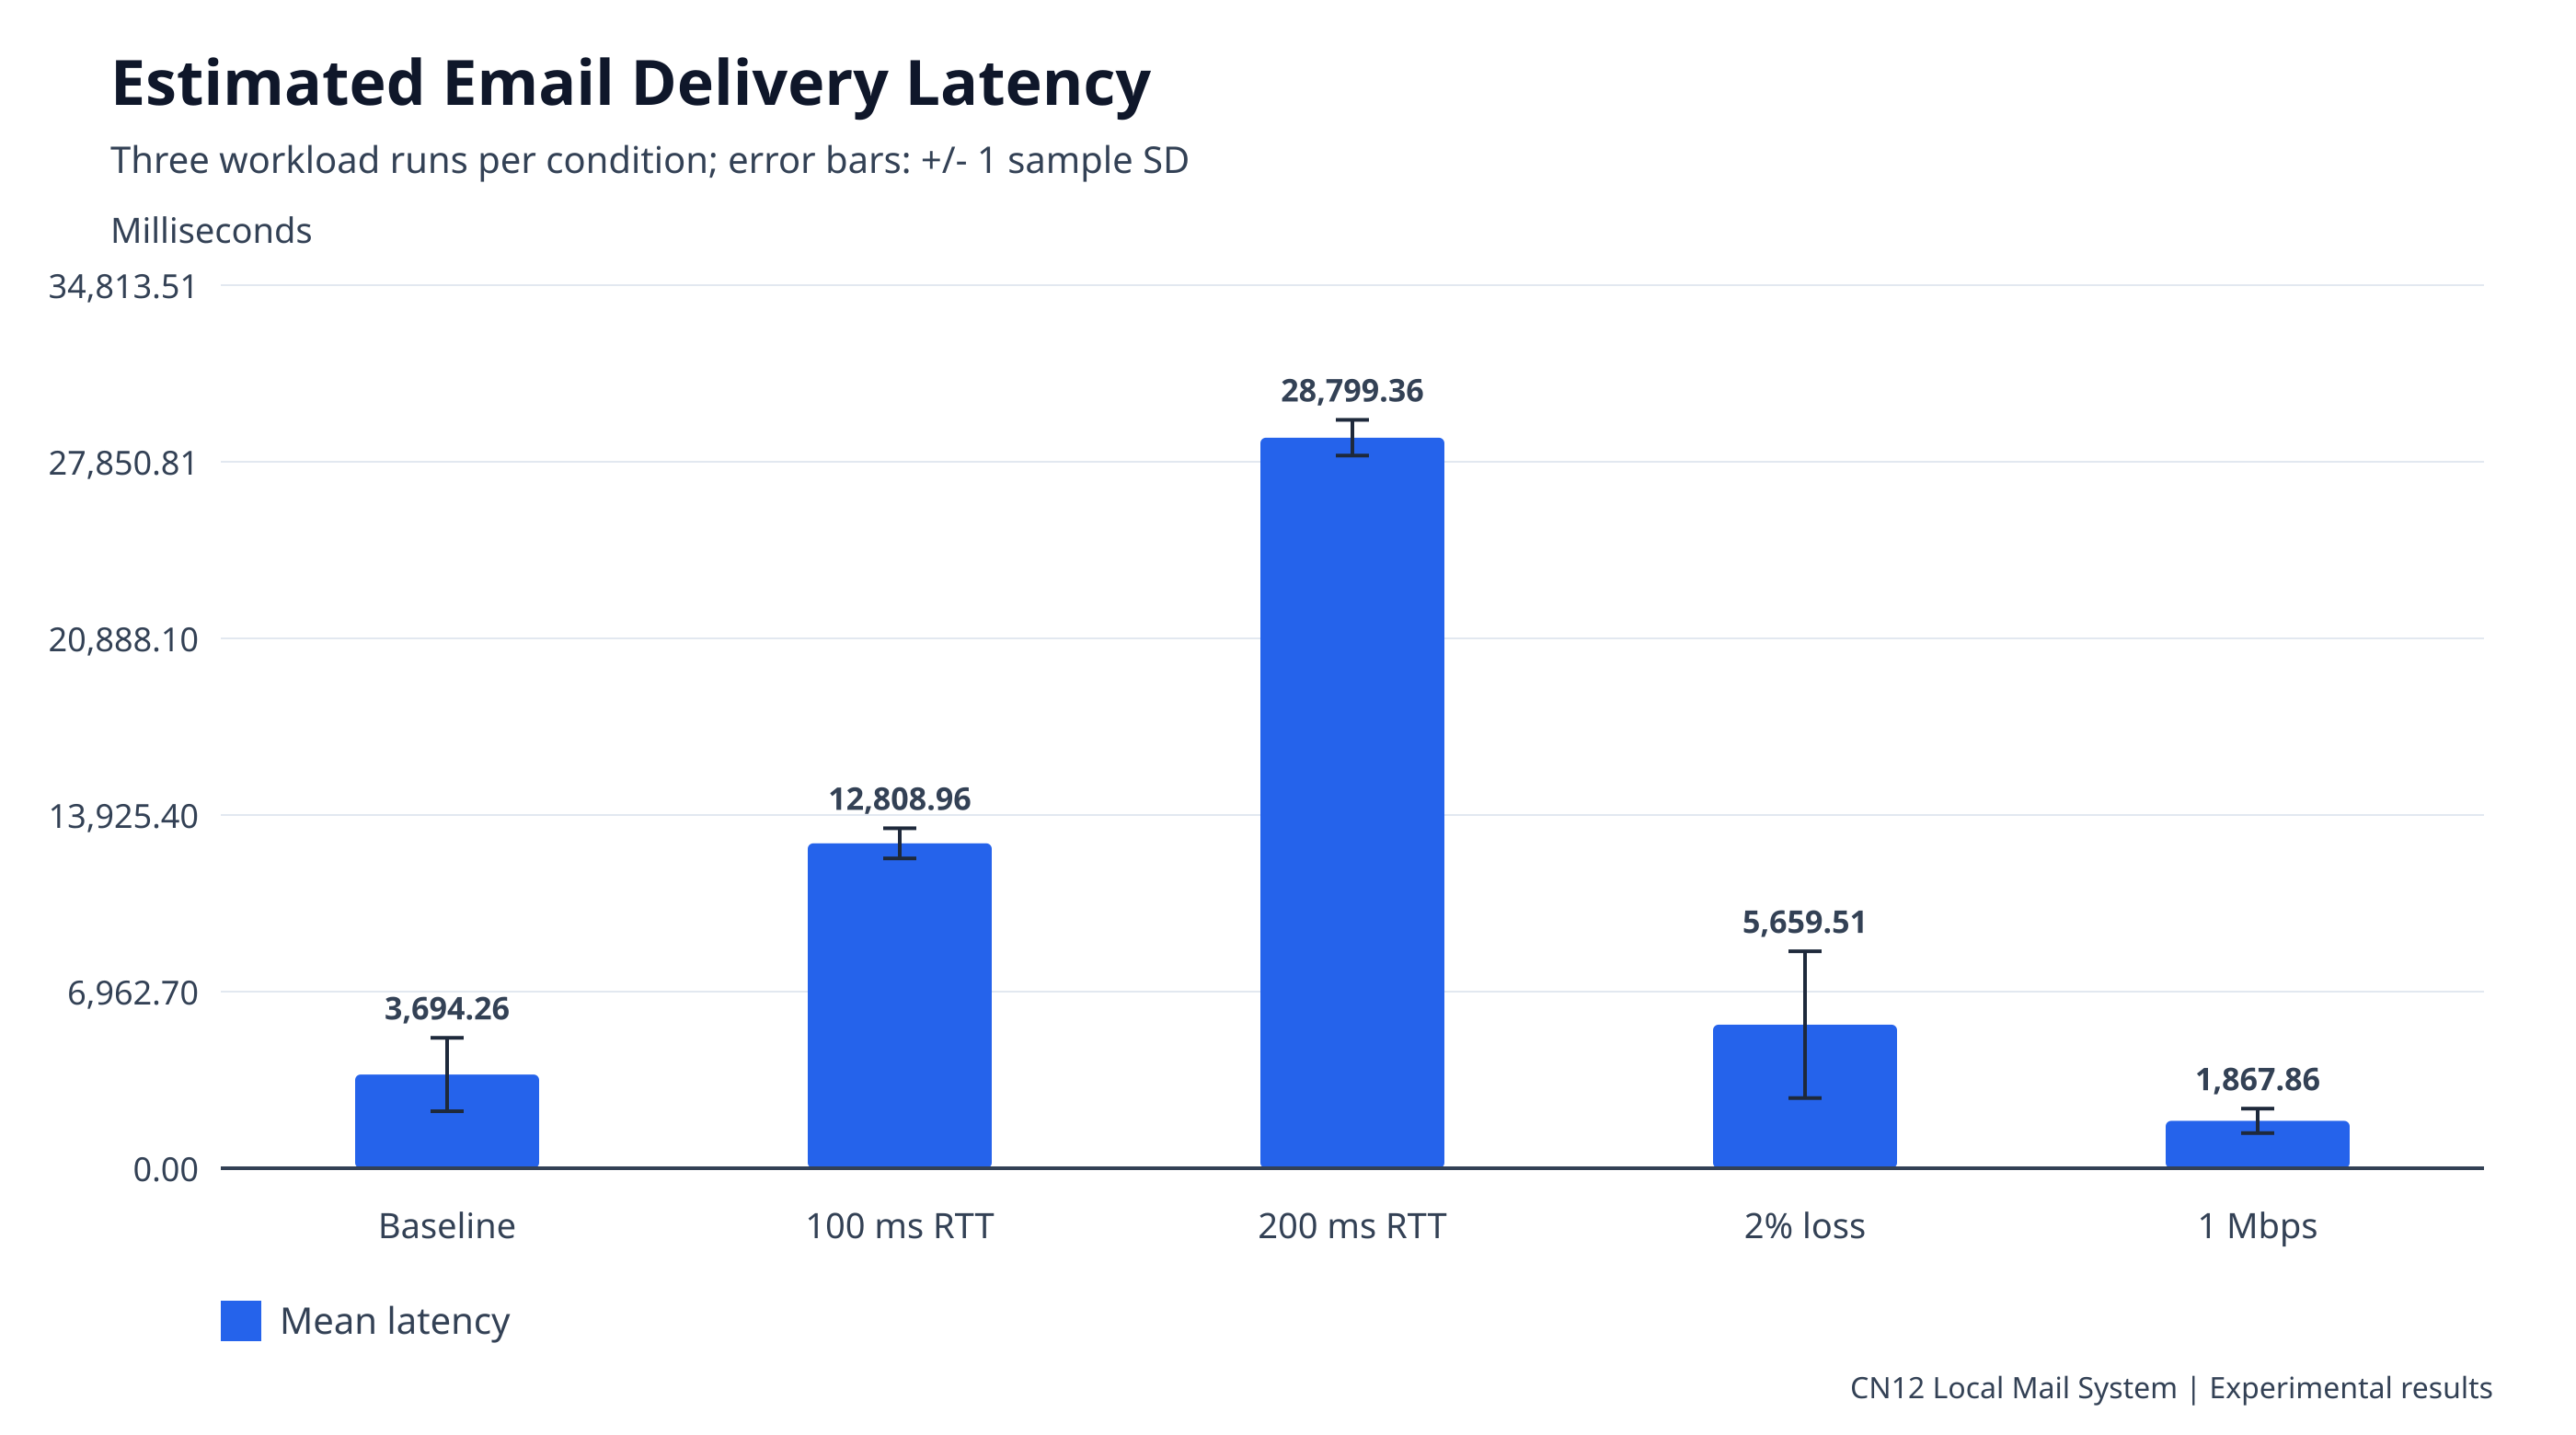 Estimated Email Delivery Latency
Three workload runs per condition; error bars: +/- 1 sample SD
Milliseconds
34,813.51
28,799.36
27,850.81
20,888.10
12,808.96
13,925.40
5,659.51
6,962.70
3,694.26
1,867.86
0.00
Baseline 100 ms RTT 200 ms RTT 2% loss 1 Mbps
Mean latency
CN12 Local Mail System | Experimental results